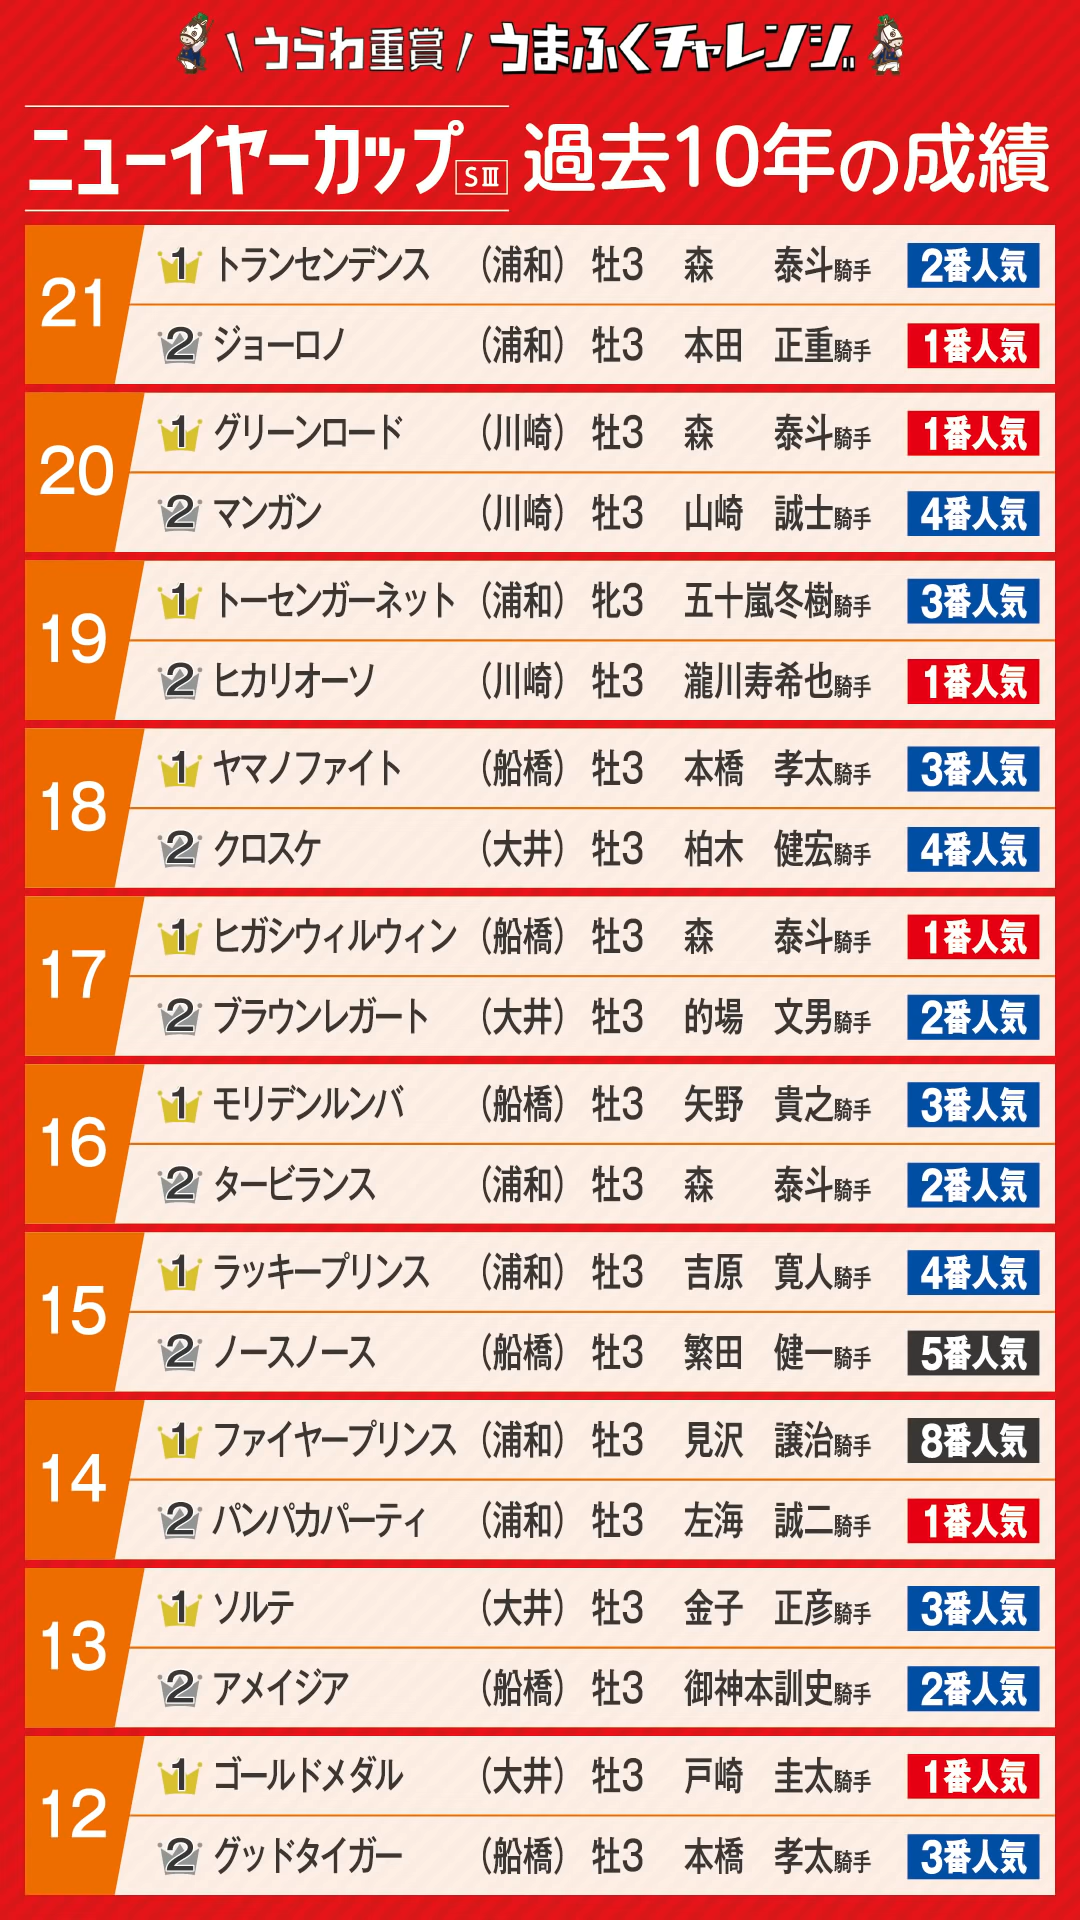 \うらわ重賞/ うまふくチャレンジ!!
ニューイヤーカップ SⅢ 過去10年の成績
21
1 トランセンデンス (浦和) 牡3 森 泰斗騎手 2番人気
2 ジョーロノ (浦和) 牡3 本田 正重騎手 1番人気
20
1 グリーンロード (川崎) 牡3 森 泰斗騎手 1番人気
2 マンガン (川崎) 牡3 山崎 誠士騎手 4番人気
19
1 トーセンガーネット (浦和) 牝3 五十嵐冬樹騎手 3番人気
2 ヒカリオーソ (川崎) 牡3 瀧川寿希也騎手 1番人気
18
1 ヤマノファイト (船橋) 牡3 本橋 孝太騎手 3番人気
2 クロスケ (大井) 牡3 柏木 健宏騎手 4番人気
17
1 ヒガシウィルウィン (船橋) 牡3 森 泰斗騎手 1番人気
2 ブラウンレガート (大井) 牡3 的場 文男騎手 2番人気
16
1 モリデンルンバ (船橋) 牡3 矢野 貴之騎手 3番人気
2 タービランス (浦和) 牡3 森 泰斗騎手 2番人気
15
1 ラッキープリンス (浦和) 牡3 吉原 寛人騎手 4番人気
2 ノースノース (船橋) 牡3 繁田 健一騎手 5番人気
14
1 ファイヤープリンス (浦和) 牡3 見沢 譲治騎手 8番人気
2 パンパカパーティ (浦和) 牡3 左海 誠二騎手 1番人気
13
1 ソルテ (大井) 牡3 金子 正彦騎手 3番人気
2 アメイジア (船橋) 牡3 御神本訓史騎手 2番人気
12
1 ゴールドメダル (大井) 牡3 戸崎 圭太騎手 1番人気
2 グッドタイガー (船橋) 牡3 本橋 孝太騎手 3番人気